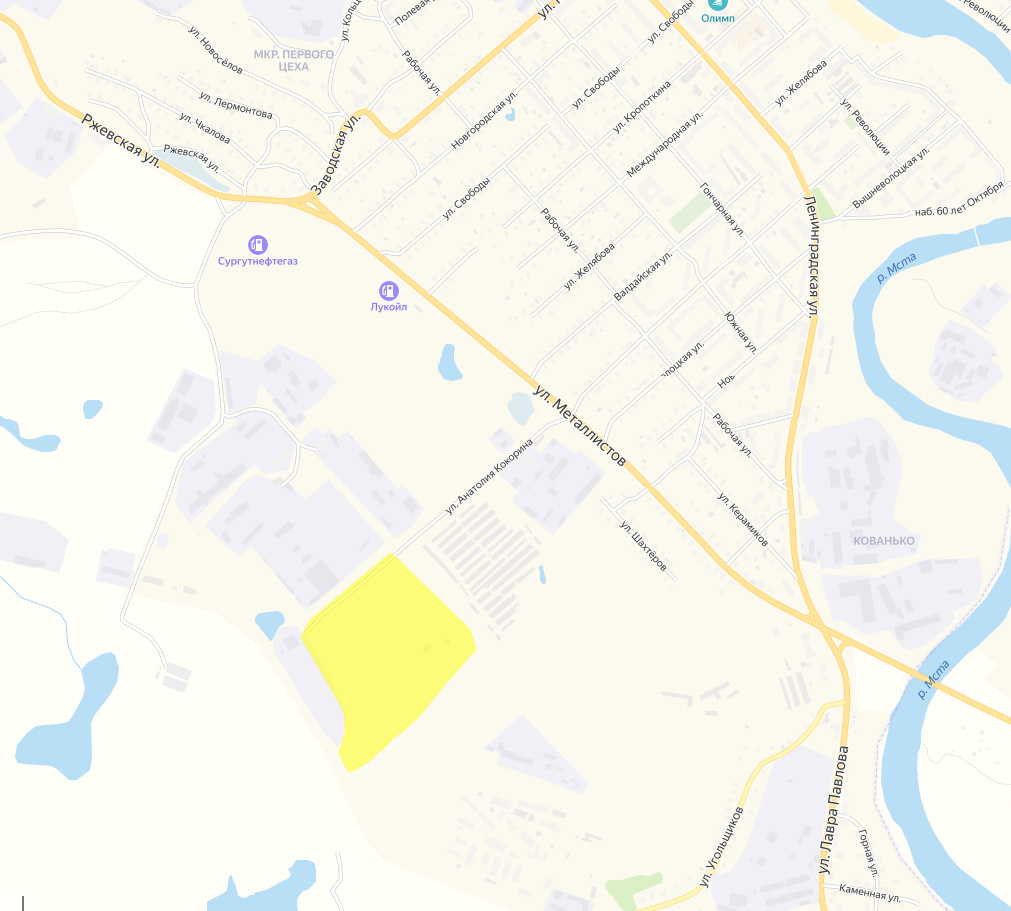 ул. Свободы
Олимп
Полевая
ул. Новосёлов
МКР. ПЕРВОГО
ЦЕХА
Рабочая ул.
ул. Лермонтова
ул. Чкалова
Ржевская ул.
Ржевская ул.
Заводская ул.
Новгородская ул.
ул. Свободы
ул. Кропоткина
ул. Желябова
ул. Революции
Международная ул.
Вышневолоцкая ул.
наб. 60 лет Октября
ул. Свободы
Гончарная ул.
Ленинградская ул.
Рабочая ул.
ул. Желябова
Валдайская ул.
р. Мста
Сургутнефтегаз
Лукойл
Южная ул.
ул. Металлистов
Рабочая ул.
ул. Анатолия Кокорина
ул. Керамиков
ул. Шахтёров
КОВАНЬКО
р. Мста
ул. Лавра Павлова
ул. Угольщиков
Горная ул.
Каменная ул.